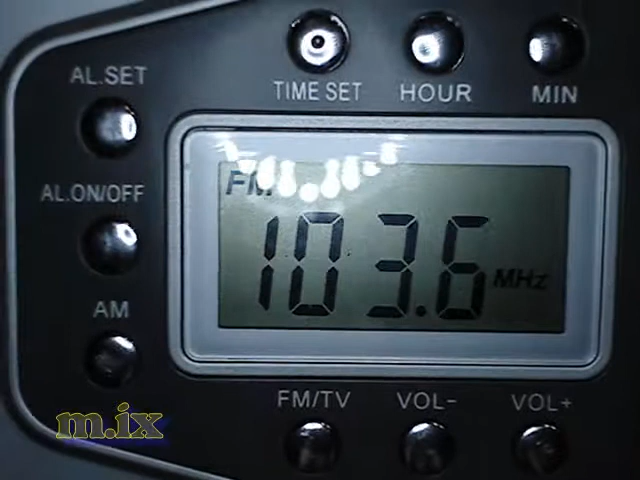 AL.SET
TIME SET
HOUR
MIN
AL.ON/OFF
FM
103.6 MHz
AM
FM/TV
VOL-
VOL+
m.ix